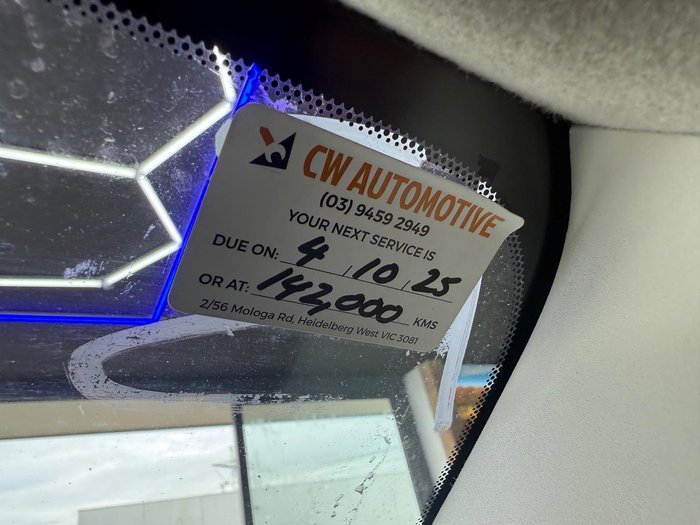 CW AUTOMOTIVE
(03) 9459 2949
YOUR NEXT SERVICE IS
DUE ON: 4 / 10 / 25
OR AT: 142,000 KMS
2/56 Mologa Rd, Heidelberg West VIC 3081